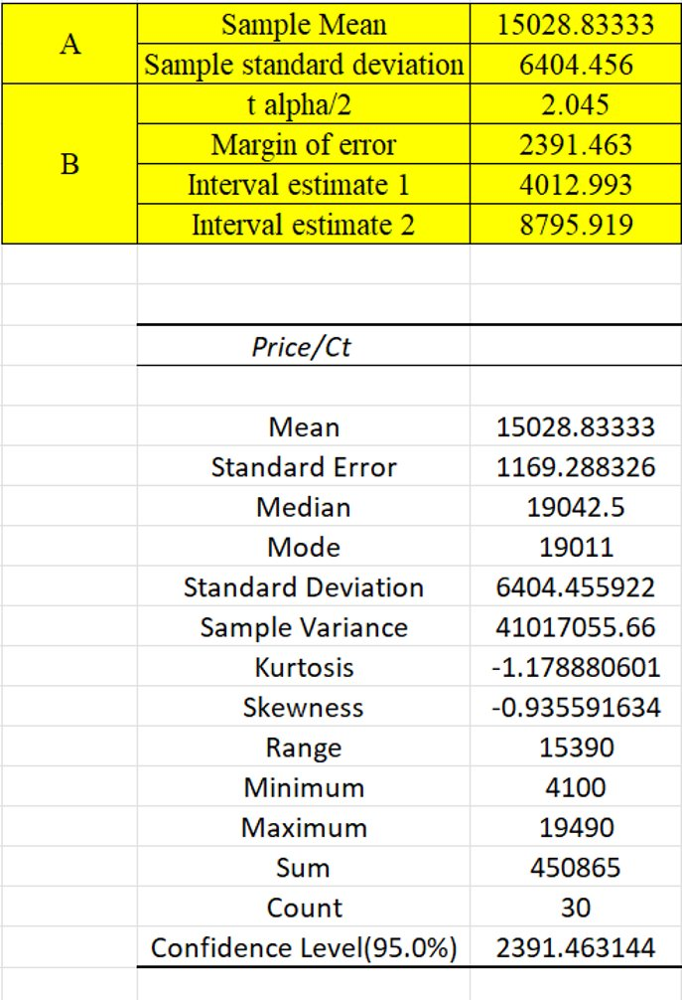 A
Sample Mean 15028.83333
Sample standard deviation 6404.456
B
t alpha/2 2.045
Margin of error 2391.463
Interval estimate 1 4012.993
Interval estimate 2 8795.919
Price/Ct
Mean 15028.83333
Standard Error 1169.288326
Median 19042.5
Mode 19011
Standard Deviation 6404.455922
Sample Variance 41017055.66
Kurtosis -1.178880601
Skewness -0.935591634
Range 15390
Minimum 4100
Maximum 19490
Sum 450865
Count 30
Confidence Level(95.0%) 2391.463144